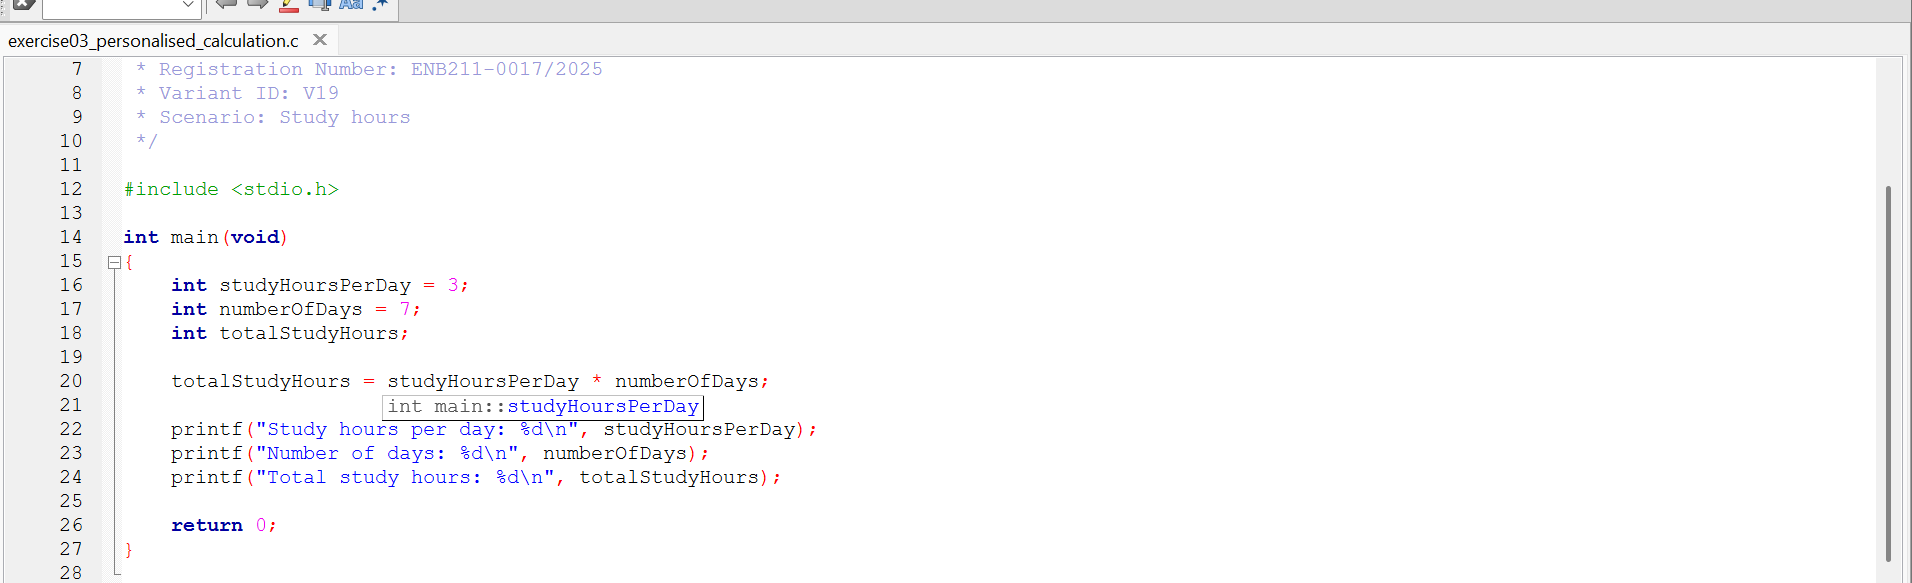 Aa .*
exercise03_personalised_calculation.c ✕
7 * Registration Number: ENB211-0017/2025
8 * Variant ID: V19
9 * Scenario: Study hours
10 */
11
12 #include <stdio.h>
13
14 int main(void)
15 {
16 int studyHoursPerDay = 3;
17 int numberOfDays = 7;
18 int totalStudyHours;
19
20 totalStudyHours = studyHoursPerDay * numberOfDays;
21 int main::studyHoursPerDay
22 printf("Study hours per day: %d\n", studyHoursPerDay);
23 printf("Number of days: %d\n", numberOfDays);
24 printf("Total study hours: %d\n", totalStudyHours);
25
26 return 0;
27 }
28